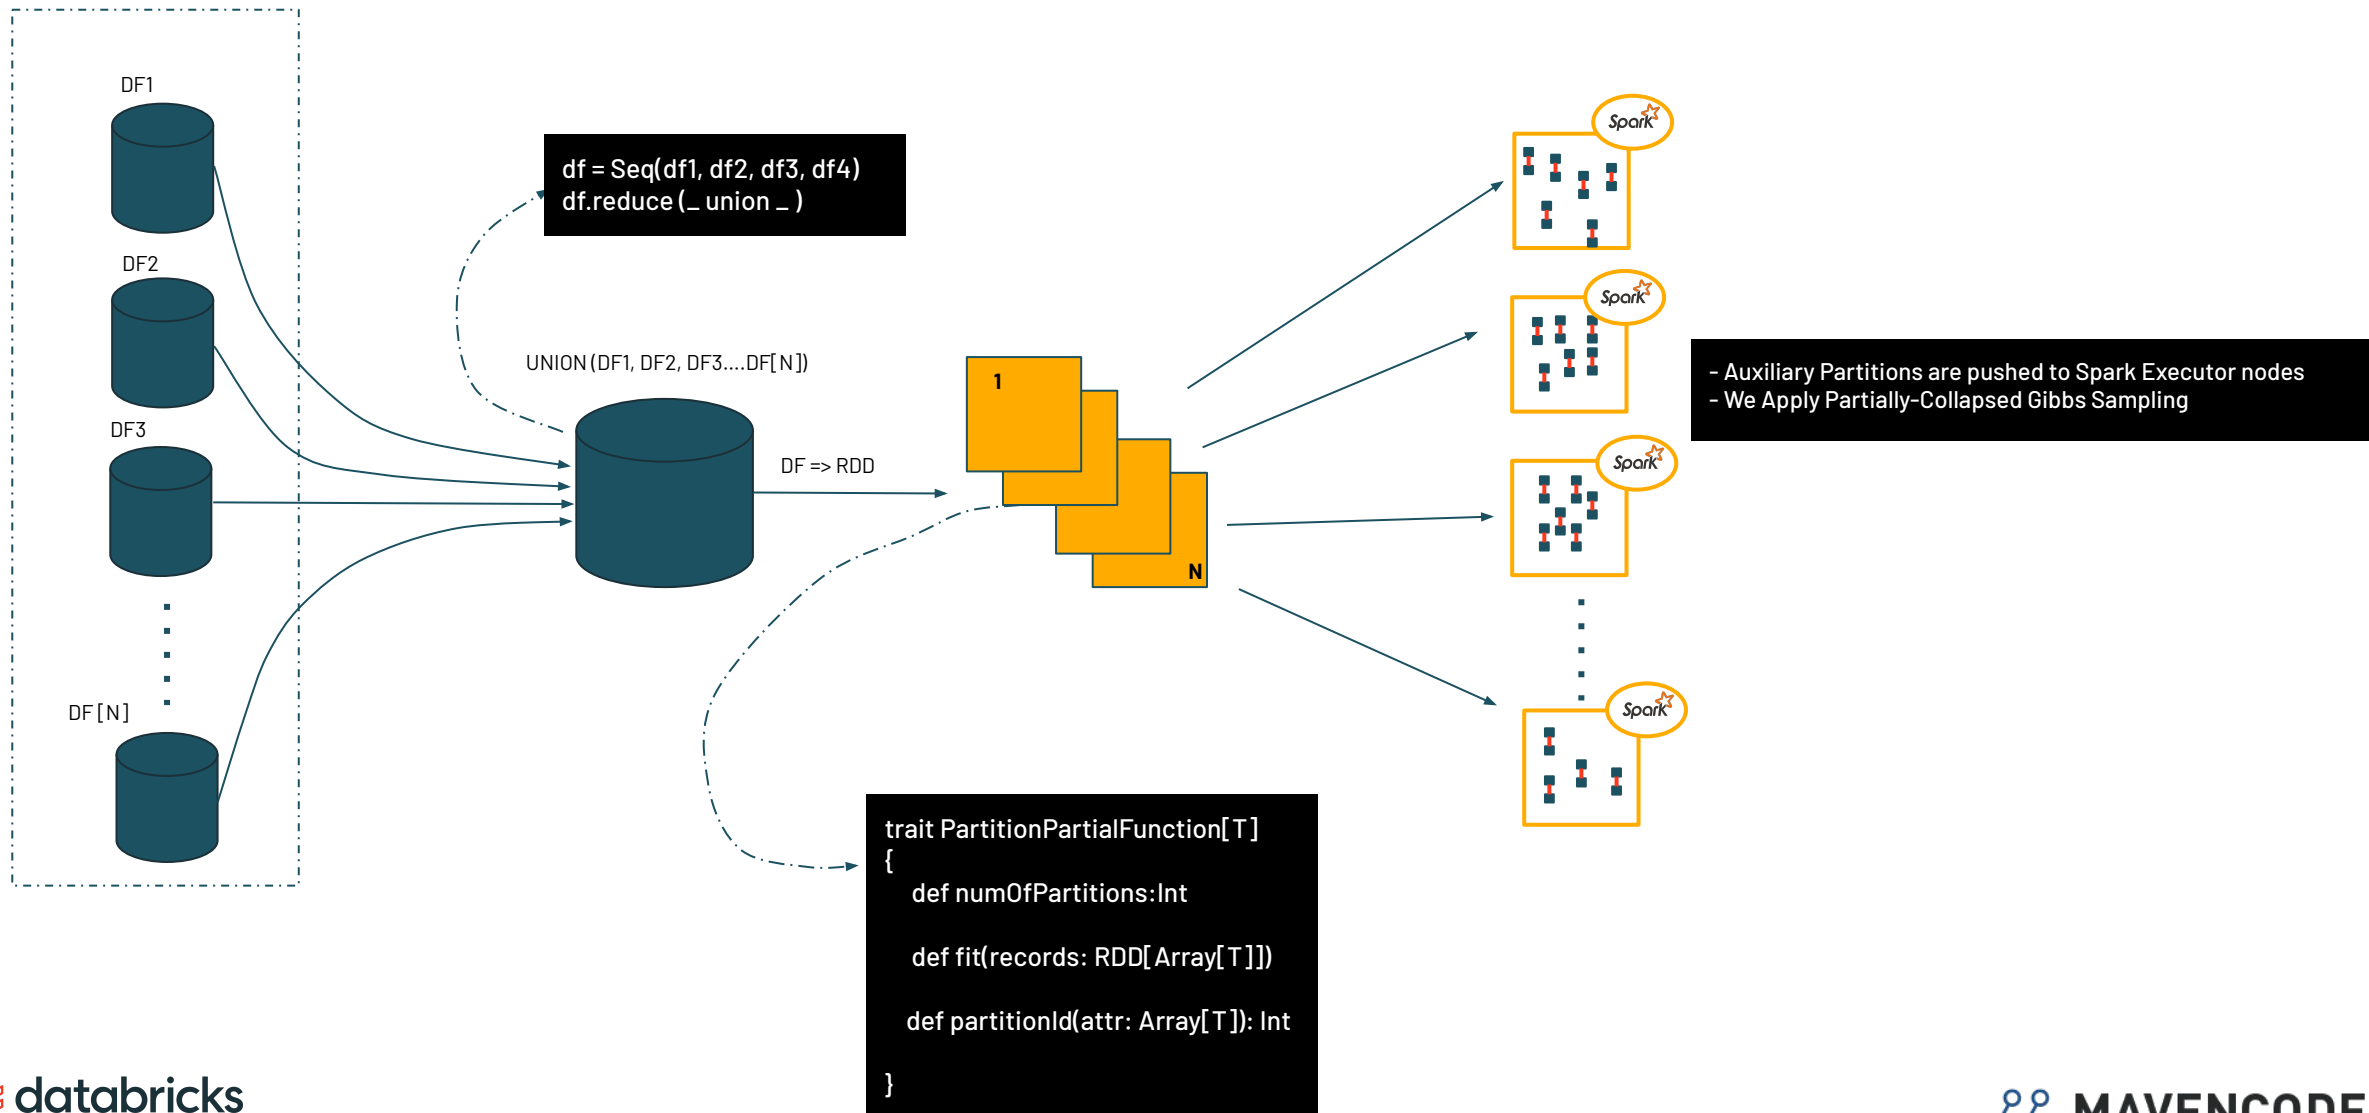 DF1
DF2
DF3
DF [N]
df = Seq(df1, df2, df3, df4)
df.reduce (_ union _ )
UNION (DF1, DF2, DF3....DF[N])
DF => RDD
1
N
Spark
Spark
Spark
Spark
- Auxiliary Partitions are pushed to Spark Executor nodes
- We Apply Partially-Collapsed Gibbs Sampling
trait PartitionPartialFunction[T]
{
def numOfPartitions:Int
def fit(records: RDD[Array[T]])
def partitionId(attr: Array[T]): Int
}
databricks
MAVENCODE